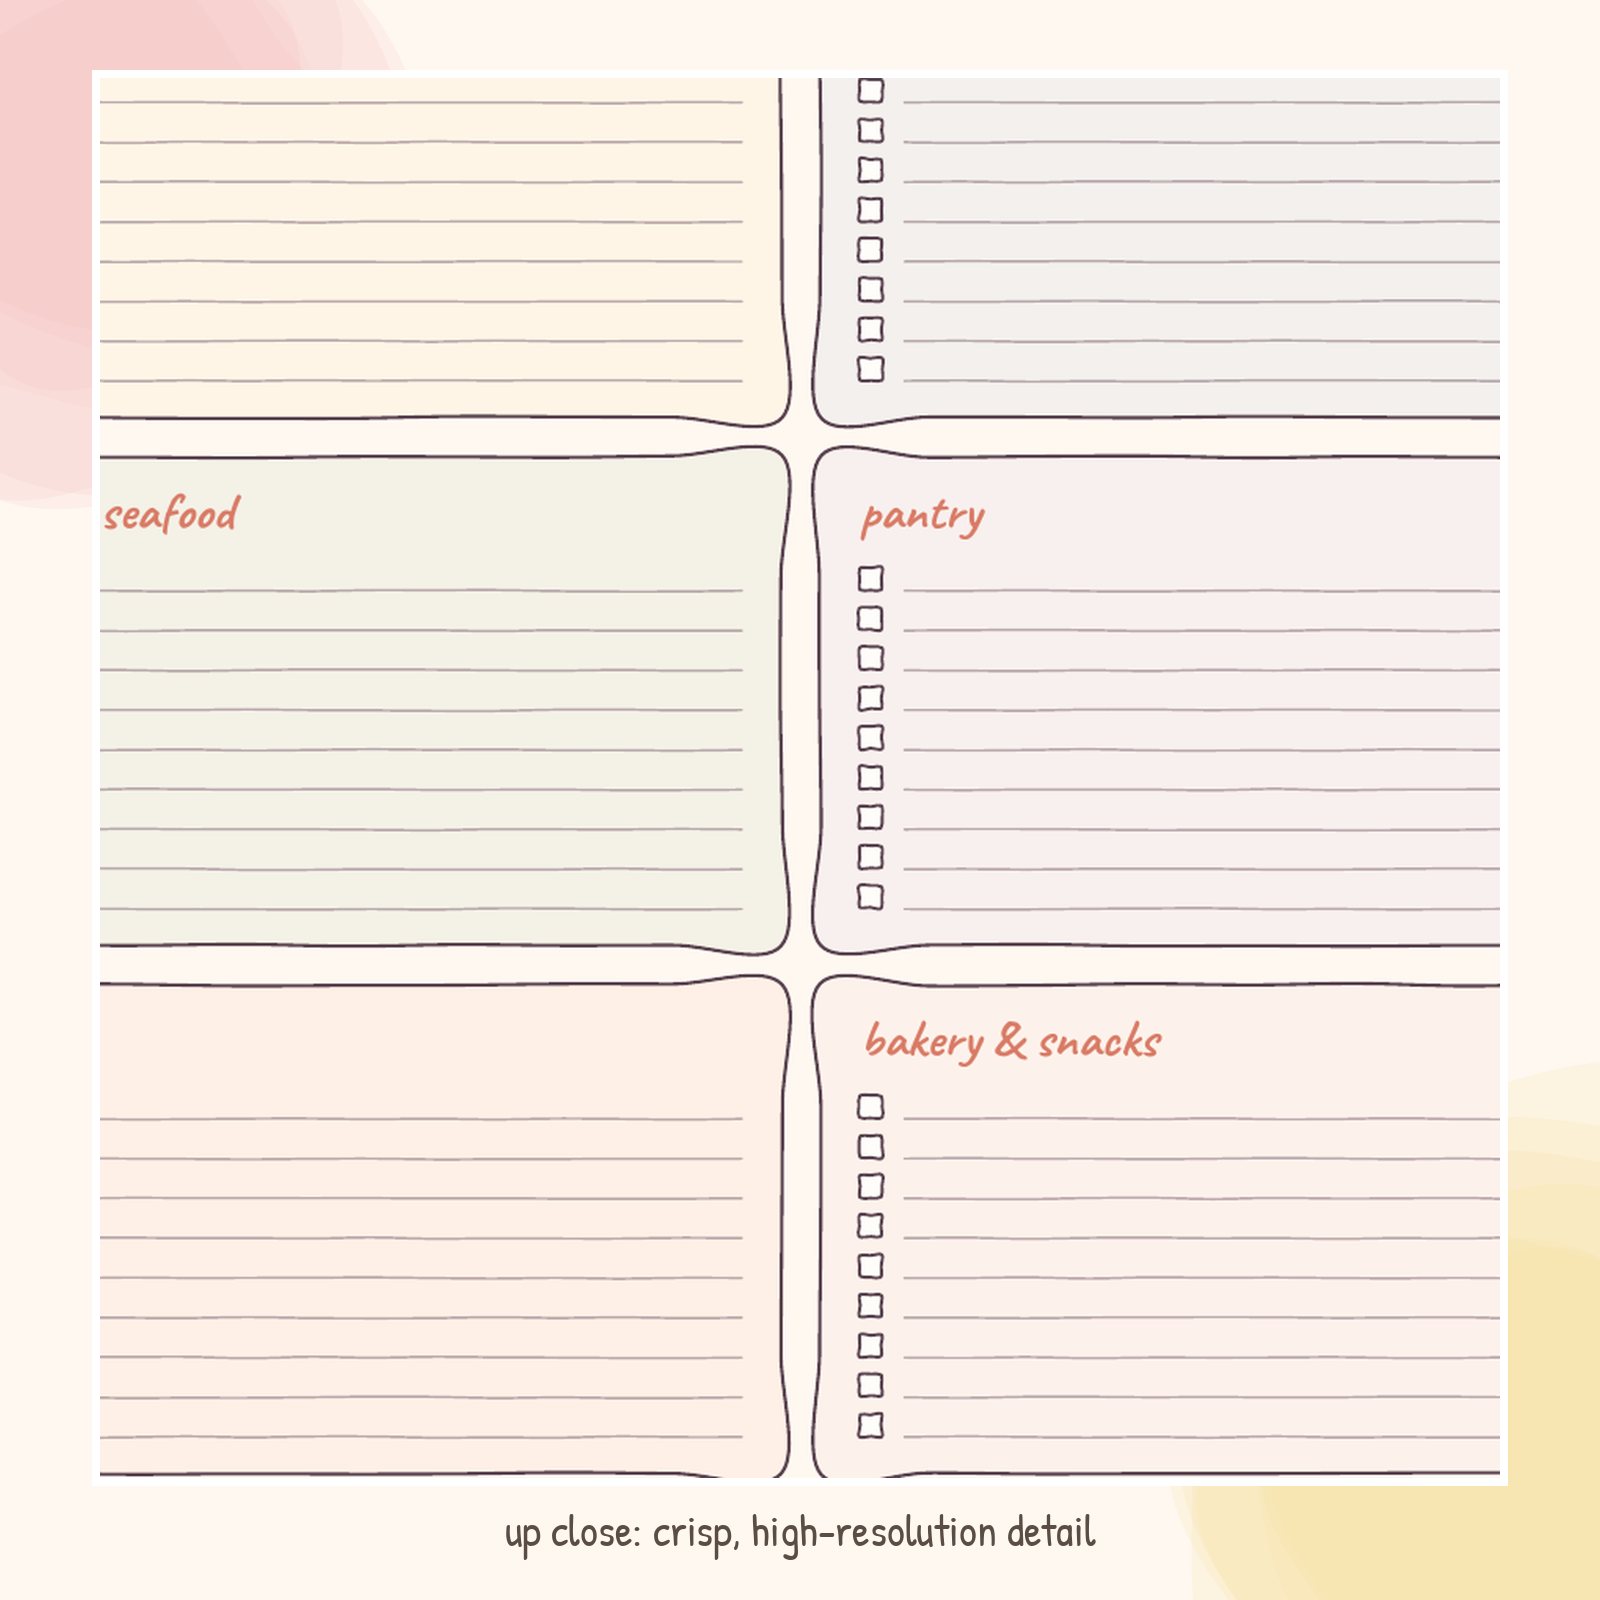 seafood
pantry
bakery & snacks
up close: crisp, high-resolution detail